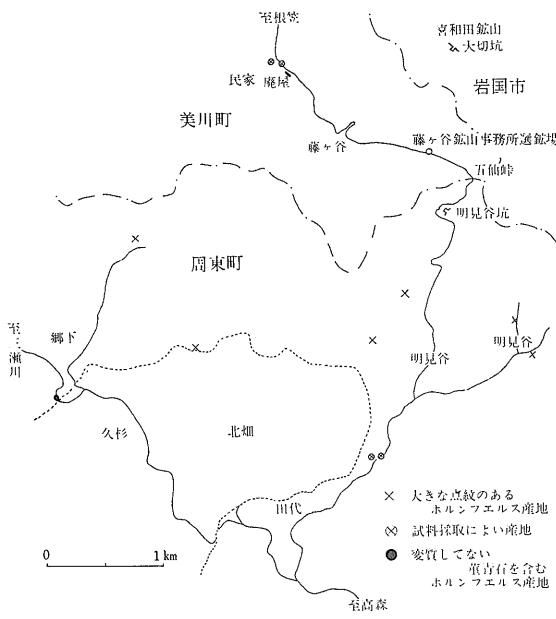 至根笠
喜和田鉱山
大切坑
民家
廃屋
岩国市
美川町
藤ヶ谷
藤ヶ谷鉱山事務所選鉱場
五仙峠
明見谷坑
周東町
至一瀬川
郷下
明見谷
明見谷
久杉
北畑
田代
大きな点紋のある
ホルンフエルス産地
試料採取によい産地
変質してない
菫青石を含む
ホルンフエルス産地
0
1km
至高森